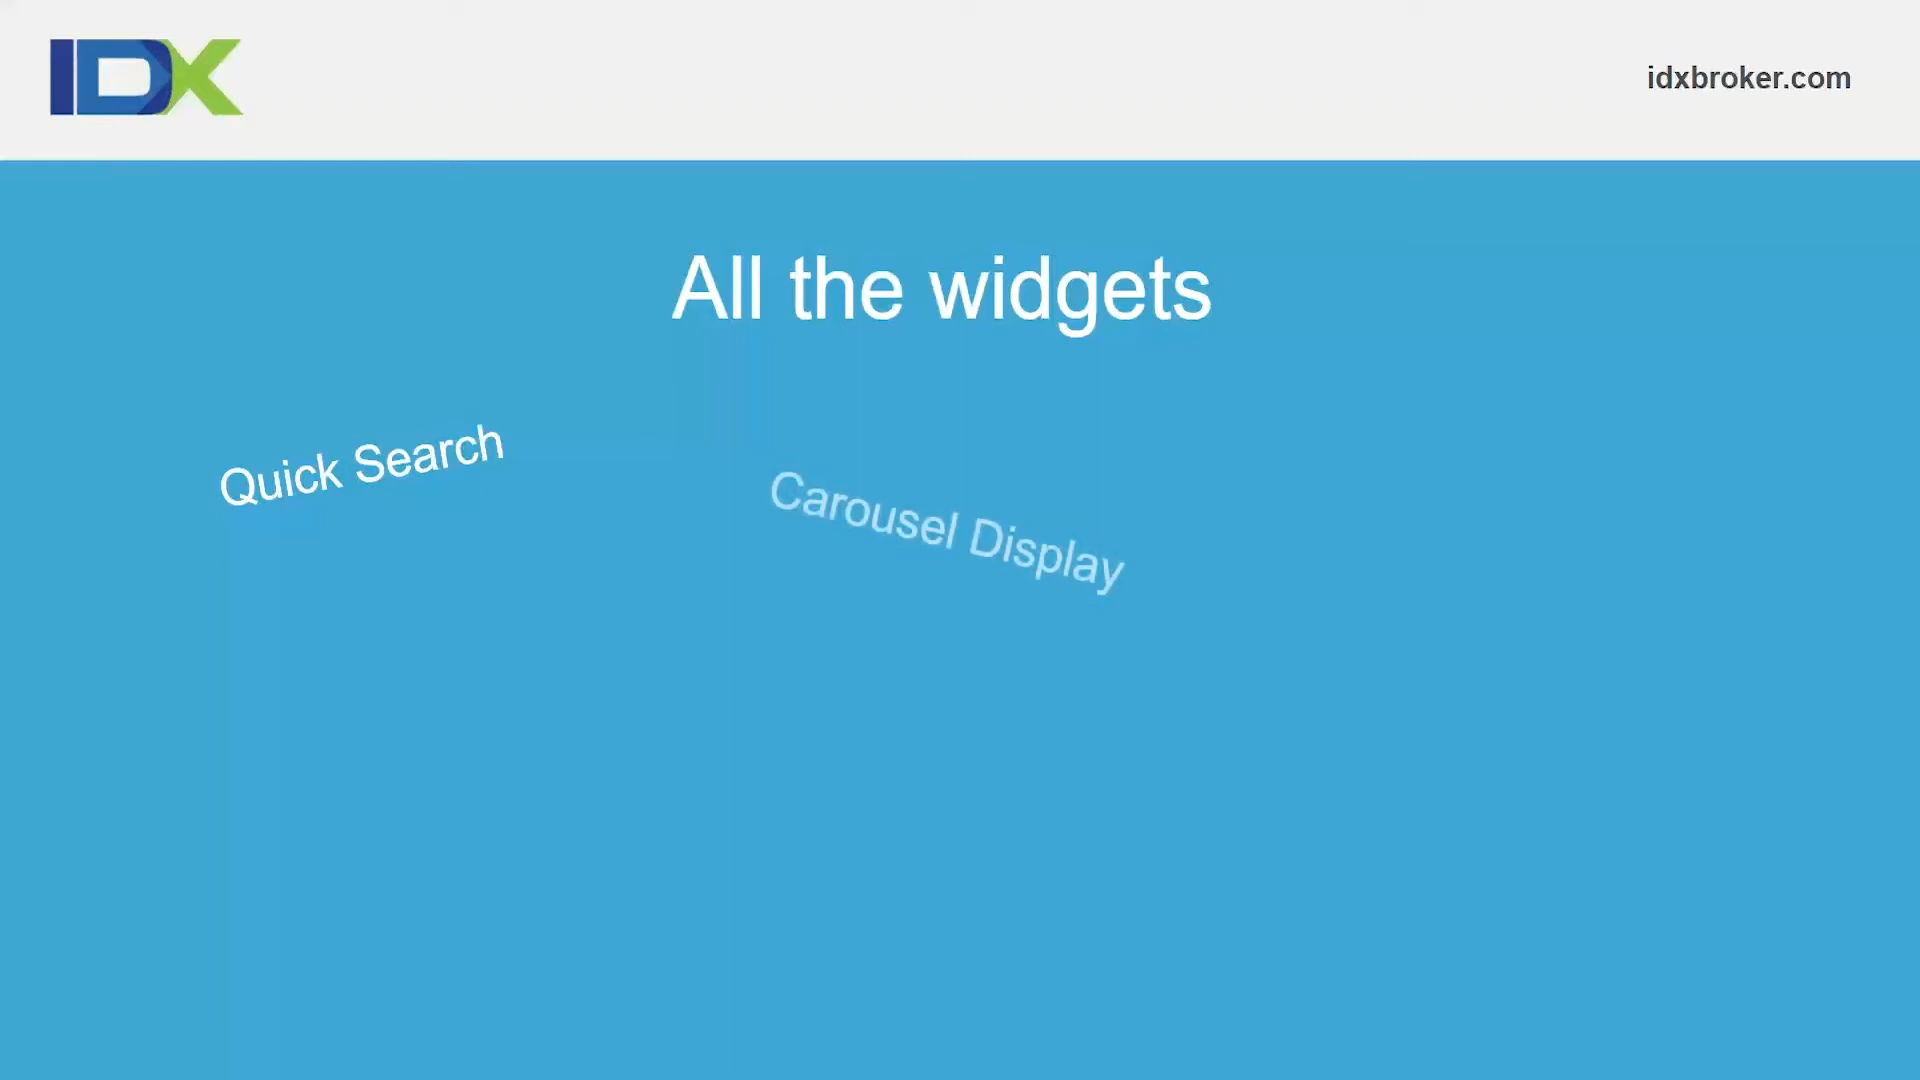 IDX
idxbroker.com
All the widgets
Quick Search
Carousel Display